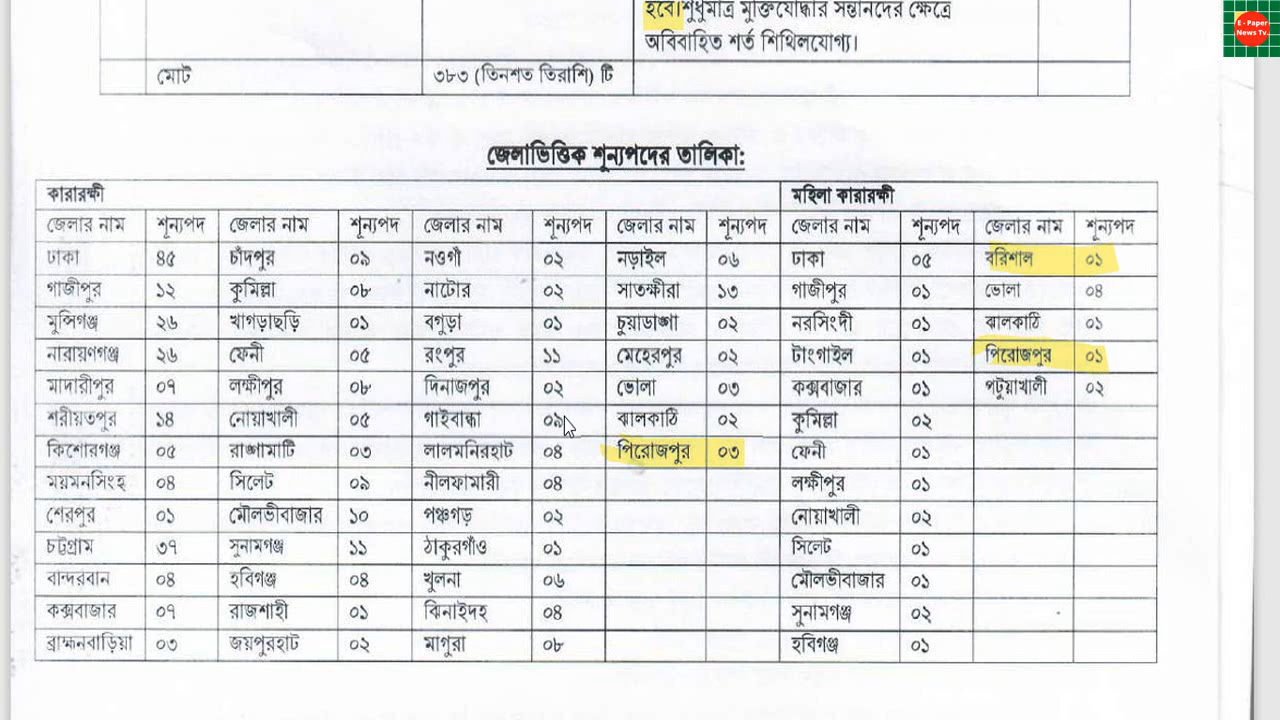 হবে।শুধুমাত্র মুক্তিযোদ্ধার সন্তানদের ক্ষেত্রে
অবিবাহিত শর্ত শিথিলযোগ্য।
E - Paper
News Tv.
মোট ৩৮৩ (তিনশত তিরাশি) টি
জেলাভিত্তিক শূন্যপদের তালিকা:
কারারক্ষী মহিলা কারারক্ষী
জেলার নাম শূন্যপদ জেলার নাম শূন্যপদ জেলার নাম শূন্যপদ জেলার নাম শূন্যপদ জেলার নাম শূন্যপদ জেলার নাম শূন্যপদ
ঢাকা ৪৫ চাঁদপুর ০৯ নওগাঁ ০২ নড়াইল ০৬ ঢাকা ০৫ বরিশাল ০১
গাজীপুর ১২ কুমিল্লা ০৮ নাটোর ০২ সাতক্ষীরা ১৩ গাজীপুর ০১ ভোলা ০৪
মুন্সিগঞ্জ ২৬ খাগড়াছড়ি ০১ বগুড়া ০১ চুয়াডাঙ্গা ০২ নরসিংদী ০১ ঝালকাঠি ০১
নারায়ণগঞ্জ ২৬ ফেনী ০৫ রংপুর ১১ মেহেরপুর ০২ টাংগাইল ০১ পিরোজপুর ০১
মাদারীপুর ০৭ লক্ষীপুর ০৮ দিনাজপুর ০২ ভোলা ০৩ কক্সবাজার ০১ পটুয়াখালী ০২
শরীয়তপুর ১৪ নোয়াখালী ০৫ গাইবান্ধা ০৯ ঝালকাঠি ০২ কুমিল্লা ০২
কিশোরগঞ্জ ০৫ রাঙ্গামাটি ০৩ লালমনিরহাট ০৪ পিরোজপুর ০৩ ফেনী ০১
ময়মনসিংহ ০৪ সিলেট ০৯ নীলফামারী ০৪ লক্ষীপুর ০১
শেরপুর ০১ মৌলভীবাজার ১০ পঞ্চগড় ০২ নোয়াখালী ০২
চট্টগ্রাম ৩৭ সুনামগঞ্জ ১১ ঠাকুরগাঁও ০১ সিলেট ০১
বান্দরবান ০৪ হবিগঞ্জ ০৪ খুলনা ০৬ মৌলভীবাজার ০১
কক্সবাজার ০৭ রাজশাহী ০১ ঝিনাইদহ ০৪ সুনামগঞ্জ ০২
ব্রাহ্মনবাড়িয়া ০৩ জয়পুরহাট ০২ মাগুরা ০৮ হবিগঞ্জ ০১